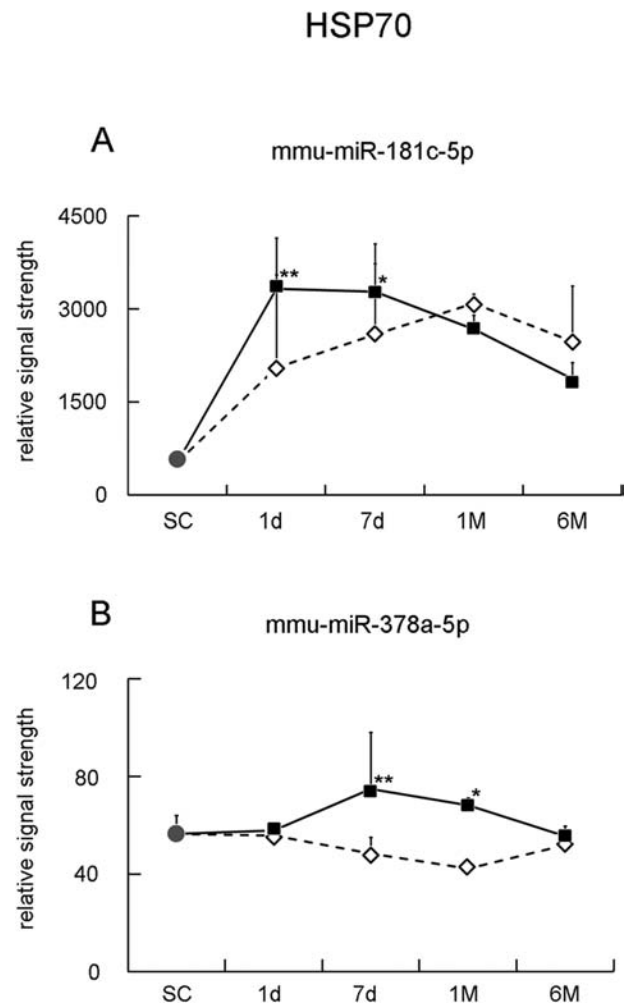 HSP70
A
mmu-miR-181c-5p
relative signal strength
4500
3000
1500
0
**
*
SC 1d 7d 1M 6M
B
mmu-miR-378a-5p
relative signal strength
120
80
40
0
**
*
SC 1d 7d 1M 6M